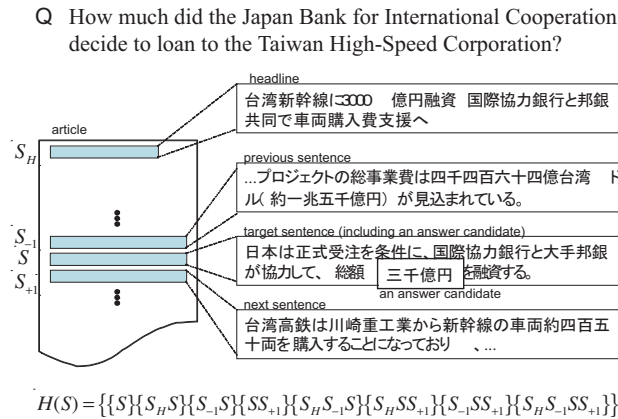 Q How much did the Japan Bank for International Cooperation
decide to loan to the Taiwan High-Speed Corporation?
headline
台湾新幹線に3000 億円融資 国際協力銀行と邦銀
共同で車両購入費支援へ
article
S_H
previous sentence
...プロジェクトの総事業費は四千四百六十四億台湾 ド
ル( 約一兆五千億円) が見込まれている。
S_{-1}
target sentence (including an answer candidate)
S
日本は正式受注を条件に、国際協力銀行と大手邦銀
が協力して、 総額 三千億円 を融資する。
S_{+1}
an answer candidate
next sentence
台湾高鉄は川崎重工業から新幹線の車両約四百五
十両を購入することになっており 、...
H(S) = {{S}{S_H S}{S_{-1}S}{SS_{+1}}{S_H S_{-1}S}{S_H SS_{+1}}{S_{-1}SS_{+1}}{S_H S_{-1}SS_{+1}}}